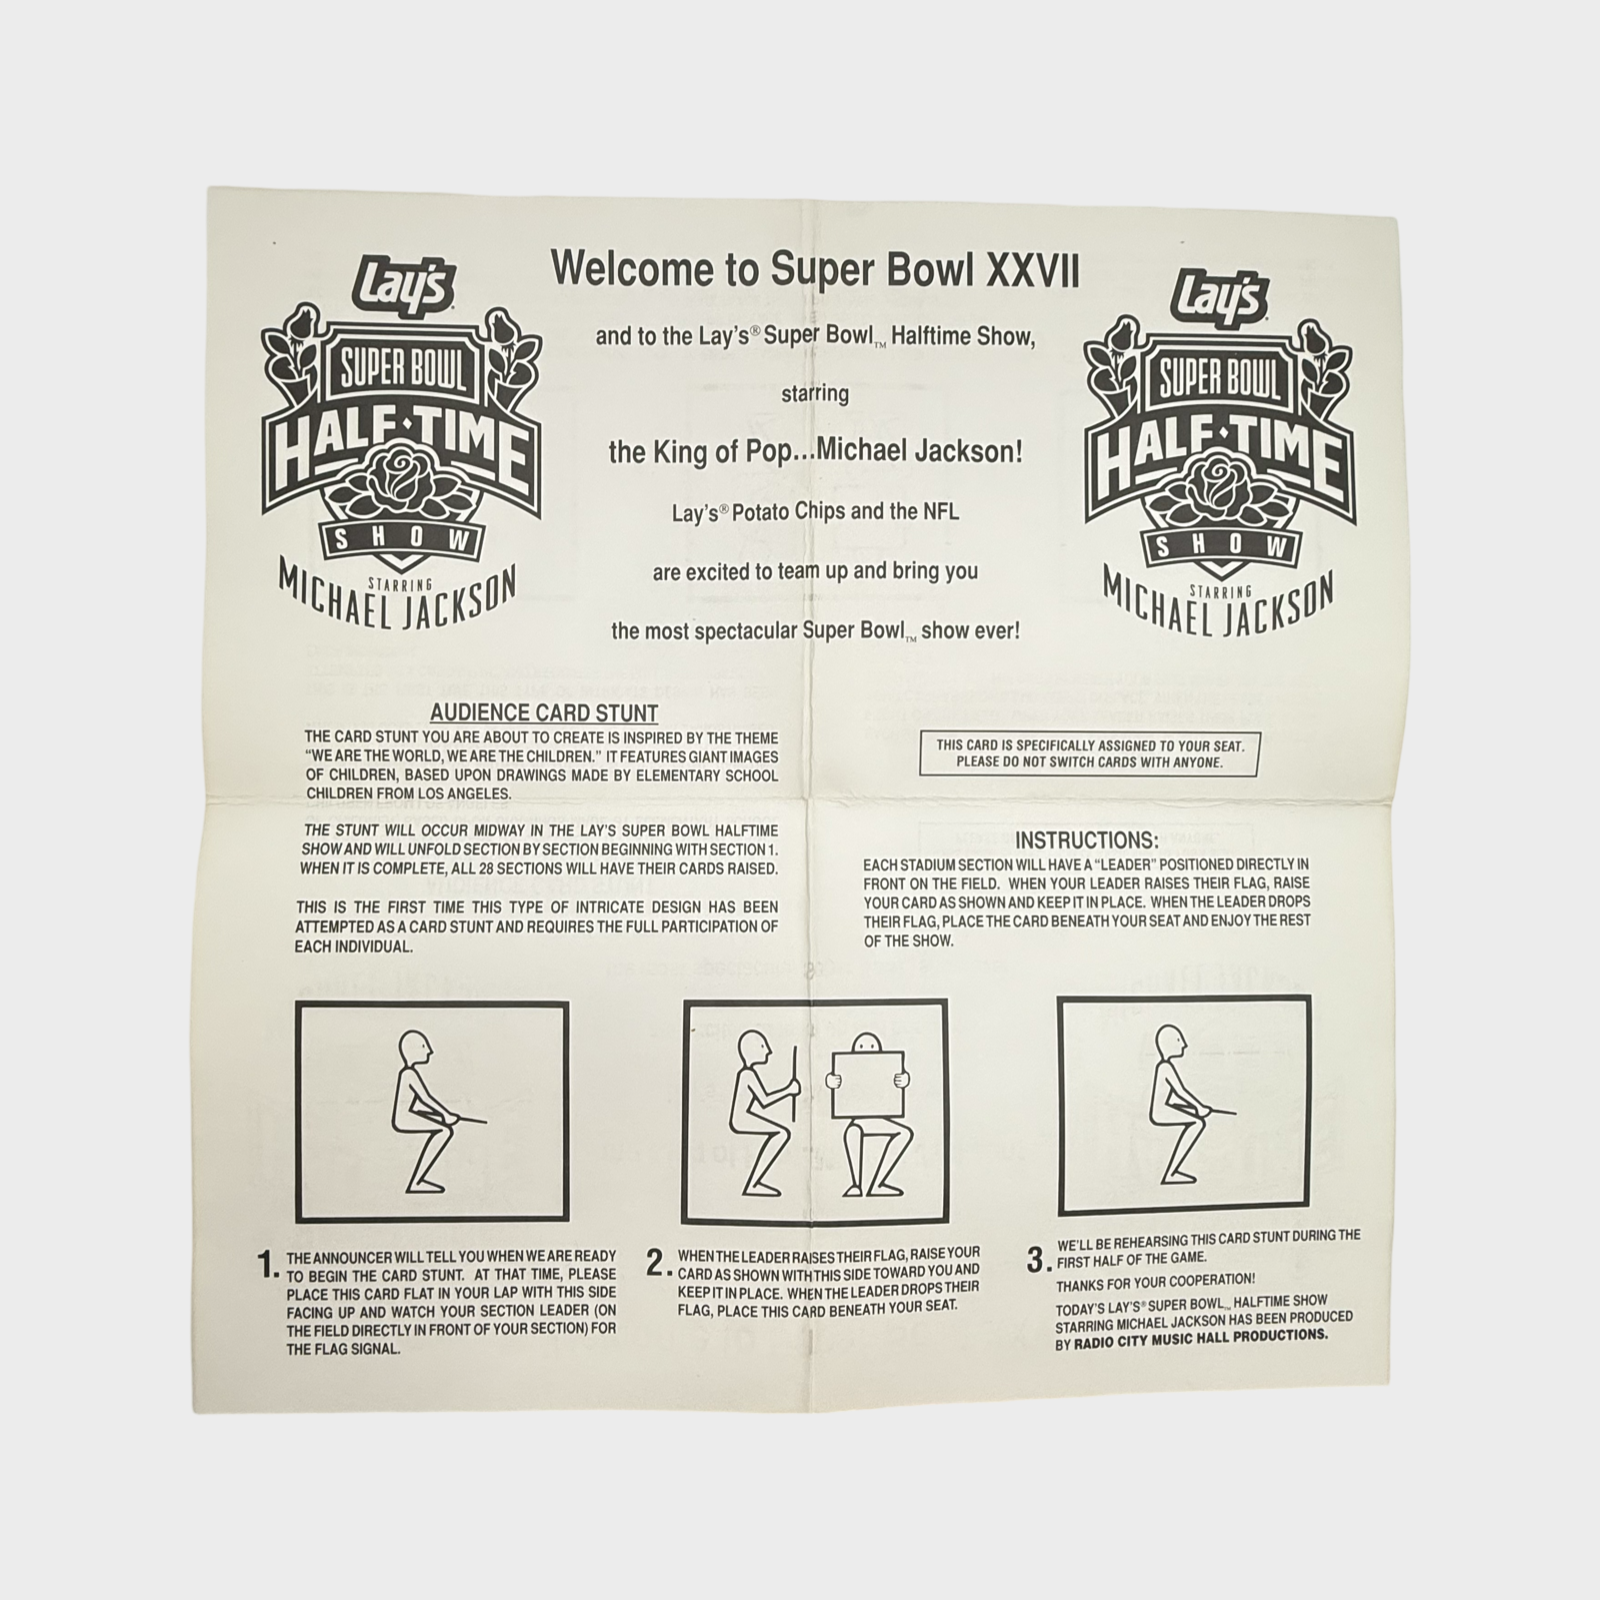 Lay's
SUPER BOWL
HALF·TIME
SHOW
STARRING
MICHAEL JACKSON
Welcome to Super Bowl XXVII
and to the Lay's® Super Bowl™ Halftime Show,
starring
the King of Pop...Michael Jackson!
Lay's® Potato Chips and the NFL
are excited to team up and bring you
the most spectacular Super Bowl™ show ever!
Lay's
SUPER BOWL
HALF·TIME
SHOW
STARRING
MICHAEL JACKSON
AUDIENCE CARD STUNT
THE CARD STUNT YOU ARE ABOUT TO CREATE IS INSPIRED BY THE THEME
“WE ARE THE WORLD, WE ARE THE CHILDREN.” IT FEATURES GIANT IMAGES
OF CHILDREN, BASED UPON DRAWINGS MADE BY ELEMENTARY SCHOOL
CHILDREN FROM LOS ANGELES.
THE STUNT WILL OCCUR MIDWAY IN THE LAY'S SUPER BOWL HALFTIME
SHOW AND WILL UNFOLD SECTION BY SECTION BEGINNING WITH SECTION 1.
WHEN IT IS COMPLETE, ALL 28 SECTIONS WILL HAVE THEIR CARDS RAISED.
THIS IS THE FIRST TIME THIS TYPE OF INTRICATE DESIGN HAS BEEN
ATTEMPTED AS A CARD STUNT AND REQUIRES THE FULL PARTICIPATION OF
EACH INDIVIDUAL.
THIS CARD IS SPECIFICALLY ASSIGNED TO YOUR SEAT.
PLEASE DO NOT SWITCH CARDS WITH ANYONE.
INSTRUCTIONS:
EACH STADIUM SECTION WILL HAVE A “LEADER” POSITIONED DIRECTLY IN
FRONT ON THE FIELD. WHEN YOUR LEADER RAISES THEIR FLAG, RAISE
YOUR CARD AS SHOWN AND KEEP IT IN PLACE. WHEN THE LEADER DROPS
THEIR FLAG, PLACE THE CARD BENEATH YOUR SEAT AND ENJOY THE REST
OF THE SHOW.
1. THE ANNOUNCER WILL TELL YOU WHEN WE ARE READY
TO BEGIN THE CARD STUNT. AT THAT TIME, PLEASE
PLACE THIS CARD FLAT IN YOUR LAP WITH THIS SIDE
FACING UP AND WATCH YOUR SECTION LEADER (ON
THE FIELD DIRECTLY IN FRONT OF YOUR SECTION) FOR
THE FLAG SIGNAL.
2. WHEN THE LEADER RAISES THEIR FLAG, RAISE YOUR
CARD AS SHOWN WITH THIS SIDE TOWARD YOU AND
KEEP IT IN PLACE. WHEN THE LEADER DROPS THEIR
FLAG, PLACE THIS CARD BENEATH YOUR SEAT.
3. WE'LL BE REHEARSING THIS CARD STUNT DURING THE
FIRST HALF OF THE GAME.
THANKS FOR YOUR COOPERATION!
TODAY'S LAY'S® SUPER BOWL™ HALFTIME SHOW
STARRING MICHAEL JACKSON HAS BEEN PRODUCED
BY RADIO CITY MUSIC HALL PRODUCTIONS.